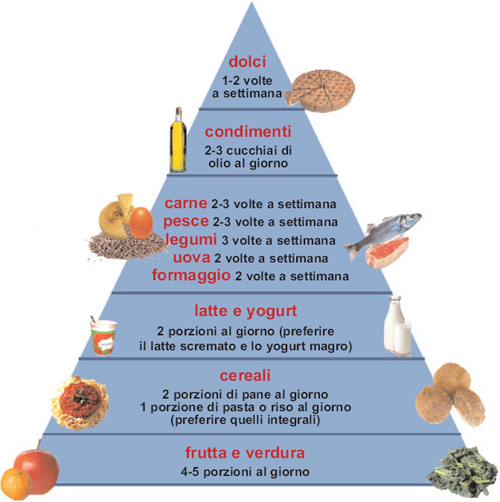 dolci
1-2 volte
a settimana
condimenti
2-3 cucchiai di
olio al giorno
carne 2-3 volte a settimana
pesce 2-3 volte a settimana
legumi 3 volte a settimana
uova 2 volte a settimana
formaggio 2 volte a settimana
latte e yogurt
2 porzioni al giorno (preferire
il latte scremato e lo yogurt magro)
cereali
2 porzioni di pane al giorno
1 porzione di pasta o riso al giorno
(preferire quelli integrali)
frutta e verdura
4-5 porzioni al giorno